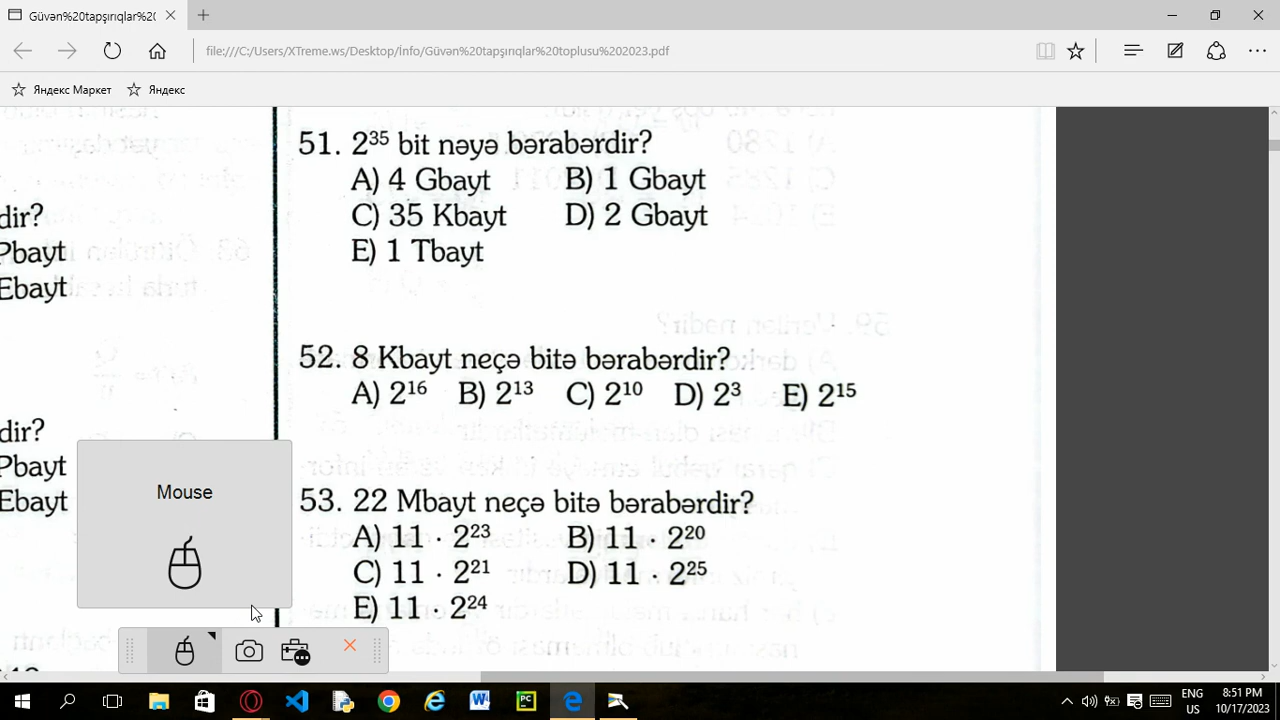 Güvən%20tapşırıqlar%20
file:///C:/Users/XTreme.ws/Desktop/İnfo/Güvən%20tapşırıqlar%20toplusu%202023.pdf
Яндекс Маркет
Яндекс
51. 2³⁵ bit nəyə bərabərdir?
A) 4 Gbayt B) 1 Gbayt
C) 35 Kbayt D) 2 Gbayt
E) 1 Tbayt
dir?
Pbayt
Ebayt
52. 8 Kbayt neçə bitə bərabərdir?
A) 2¹⁶ B) 2¹³ C) 2¹⁰ D) 2³ E) 2¹⁵
dir?
Pbayt
Ebayt
Mouse
53. 22 Mbayt neçə bitə bərabərdir?
A) 11 · 2²³ B) 11 · 2²⁰
C) 11 · 2²¹ D) 11 · 2²⁵
E) 11 · 2²⁴
ENG
US
8:51 PM
10/17/2023